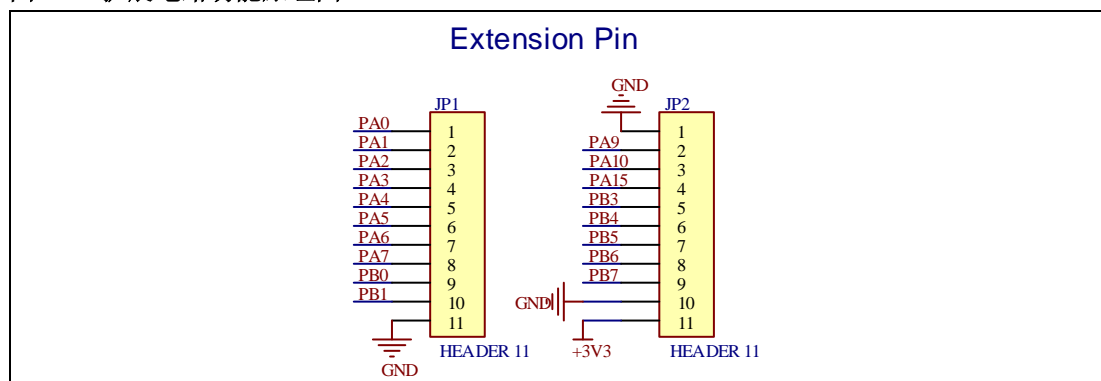 Extension Pin
JP1
PA0 1
PA1 2
PA2 3
PA3 4
PA4 5
PA5 6
PA6 7
PA7 8
PB0 9
PB1 10
11
GND
HEADER 11
GND
JP2
1
PA9 2
PA10 3
PA15 4
PB3 5
PB4 6
PB5 7
PB6 8
PB7 9
GND 10
11
+3V3
HEADER 11